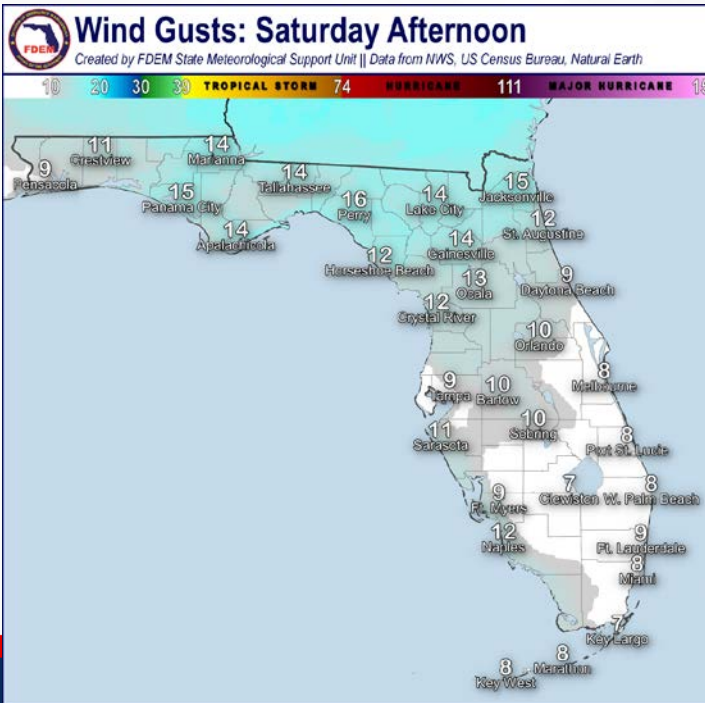 FDEM
Wind Gusts: Saturday Afternoon
Created by FDEM State Meteorological Support Unit || Data from NWS, US Census Bureau, Natural Earth
10 20 30 39 TROPICAL STORM 74 HURRICANE 111 MAJOR HURRICANE
11
Crestview
14
Marianna
9
Pensacola
14
Tallahassee
15
Panama City
16
Perry
14
Lake City
15
Jacksonville
14
Apalachicola
12
St. Augustine
12
Horseshoe Beach
14
Gainesville
13
Ocala
9
Daytona Beach
12
Crystal River
10
Orlando
9
Tampa
10
Bartow
8
Melbourne
11
Sarasota
10
Sebring
8
Port St. Lucie
9
Ft. Myers
7
Clewiston
8
W. Palm Beach
12
Naples
9
Ft. Lauderdale
8
Miami
7
Key Largo
8
Marathon
8
Key West